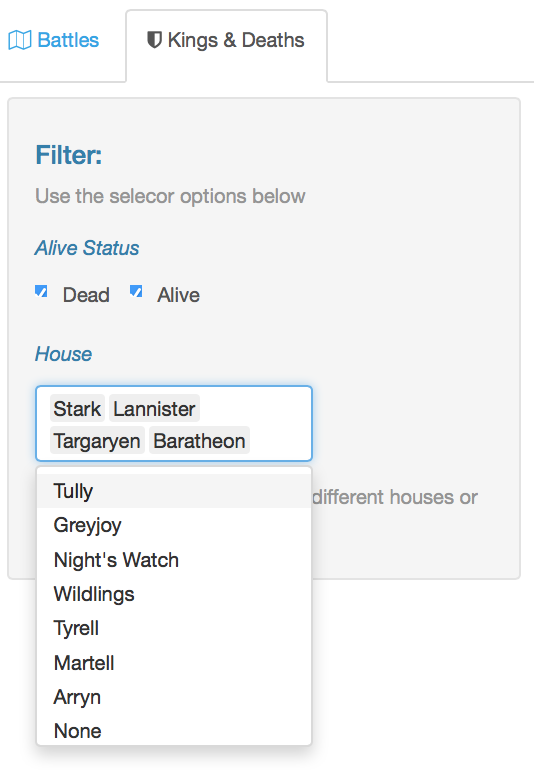 Battles
Kings & Deaths
Filter:
Use the selecor options below
Alive Status
Dead
Alive
House
Stark Lannister
Targaryen Baratheon
different houses or
Tully
Greyjoy
Night's Watch
Wildlings
Tyrell
Martell
Arryn
None